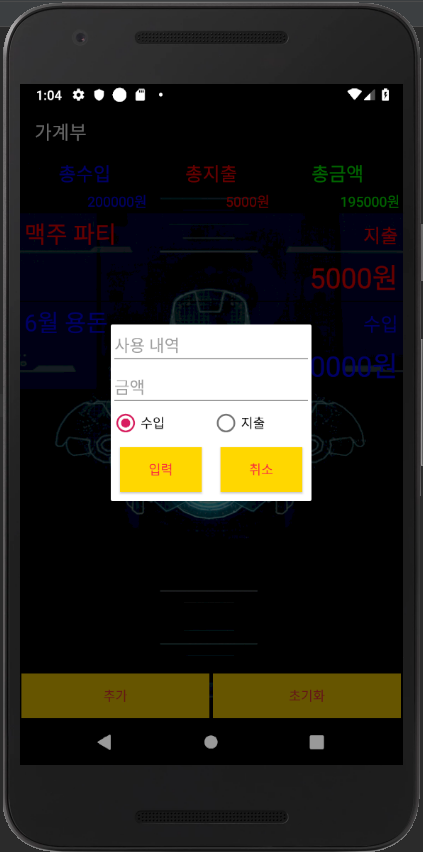 1:04
가계부
총수입 총지출 총금액
200000원 5000원 195000원
맥주 파티 지출
5000원
6월 용돈 수입
0000원
사용 내역
금액
수입 지출
입력 취소
추가 초기화